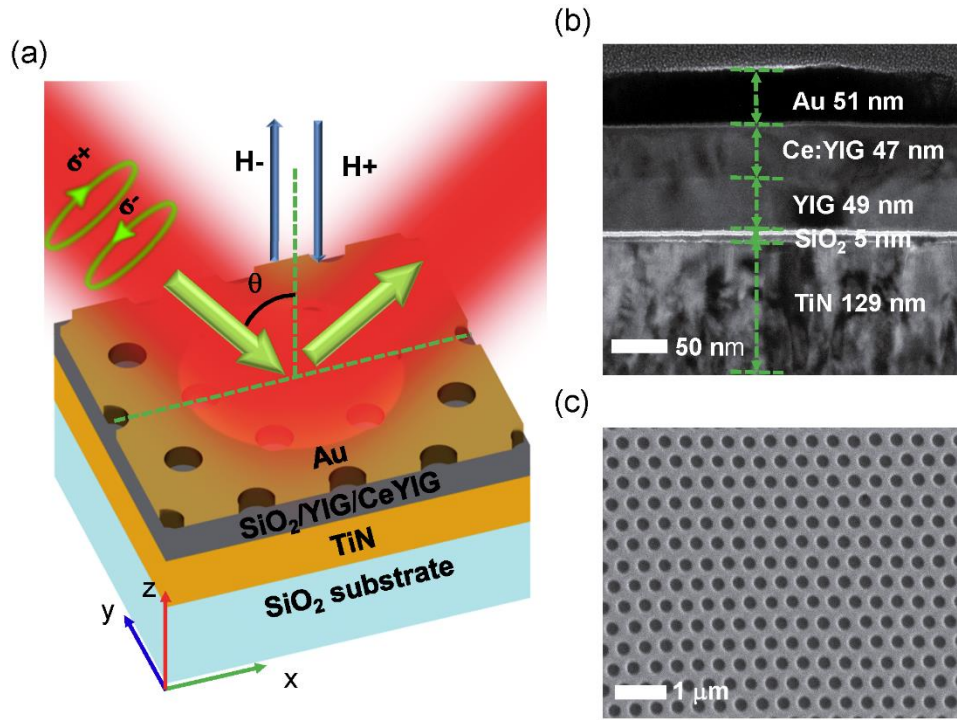 (a)
σ+
σ-
H-
H+
θ
Au
SiO₂/YIG/CeYIG
TiN
SiO₂ substrate
z
y
x
(b)
Au 51 nm
Ce:YIG 47 nm
YIG 49 nm
SiO₂ 5 nm
TiN 129 nm
50 nm
(c)
1 μm